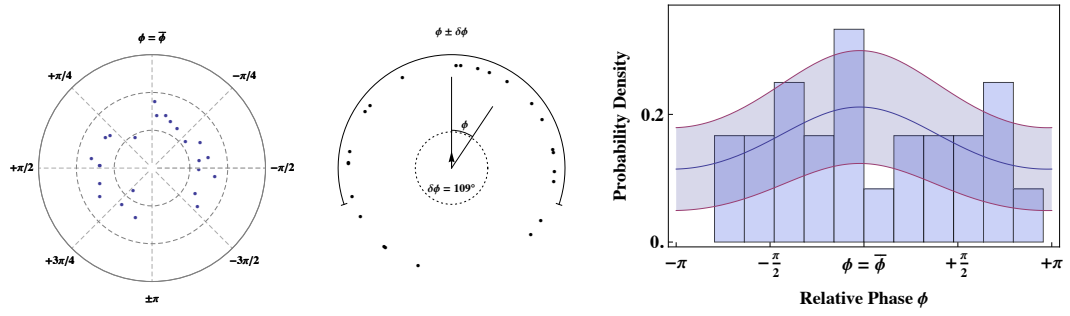 ϕ = ϕ̅
+π/4
−π/4
+π/2
−π/2
+3π/4
−3π/2
±π
ϕ ± δϕ
ϕ
δϕ = 109°
Probability Density
0.2
0.
−π
−π/2
ϕ = ϕ̅
+π/2
+π
Relative Phase ϕ